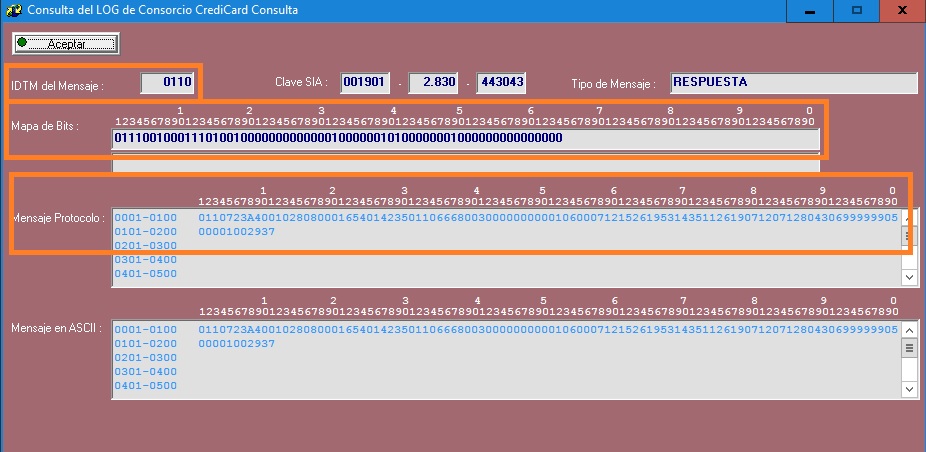 Consulta del LOG de Consorcio CrediCard Consulta
Aceptar
IDTM del Mensaje : 0110 Clave SIA : 001901 - 2.830 - 443043 Tipo de Mensaje : RESPUESTA
1 2 3 4 5 6 7 8 9 0
1234567890123456789012345678901234567890123456789012345678901234567890123456789012345678901234567890
Mapa de Bits : 0111001000111010010000000000000100000010100000001000000000000000
1 2 3 4 5 6 7 8 9 0
1234567890123456789012345678901234567890123456789012345678901234567890123456789012345678901234567890
Mensaje Protocolo : 0001-0100 0110723A40010280800016540142350110666800300000000001060007121526195314351126190712071280430699999905
0101-0200 00001002937
0201-0300
0301-0400
0401-0500
1 2 3 4 5 6 7 8 9 0
1234567890123456789012345678901234567890123456789012345678901234567890123456789012345678901234567890
Mensaje en ASCII : 0001-0100 0110723A40010280800016540142350110666800300000000001060007121526195314351126190712071280430699999905
0101-0200 00001002937
0201-0300
0301-0400
0401-0500